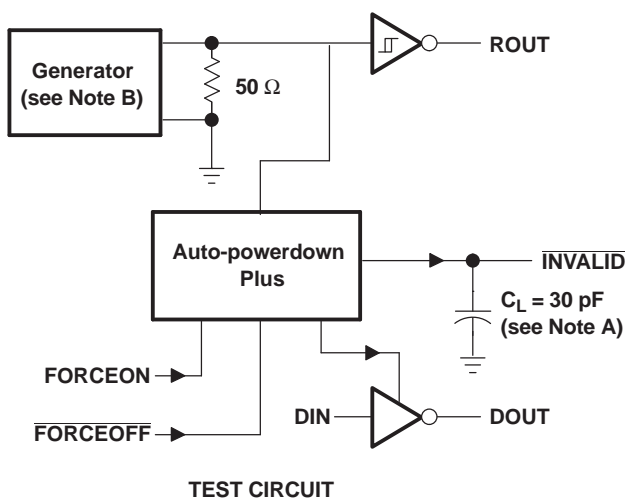 ROUT
Generator
(see Note B)
50 Ω
Auto-powerdown
Plus
INVALID
CL = 30 pF
(see Note A)
FORCEON
FORCEOFF
DIN
DOUT
TEST CIRCUIT